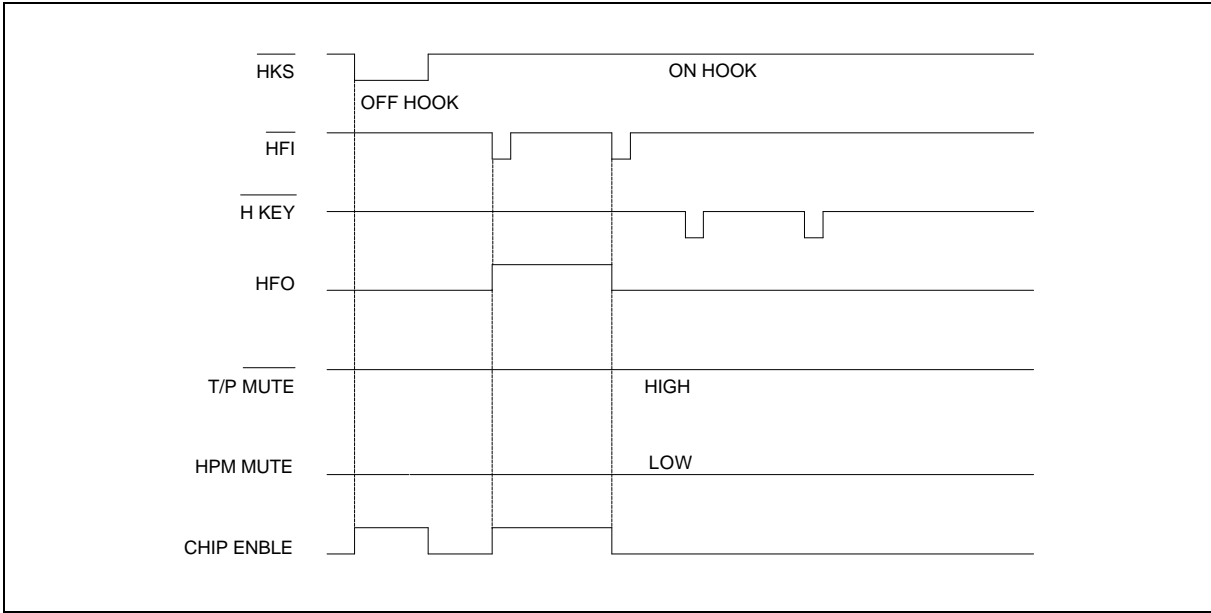 HKS
ON HOOK
OFF HOOK
HFI
H KEY
HFO
T/P MUTE
HIGH
HPM MUTE
LOW
CHIP ENBLE